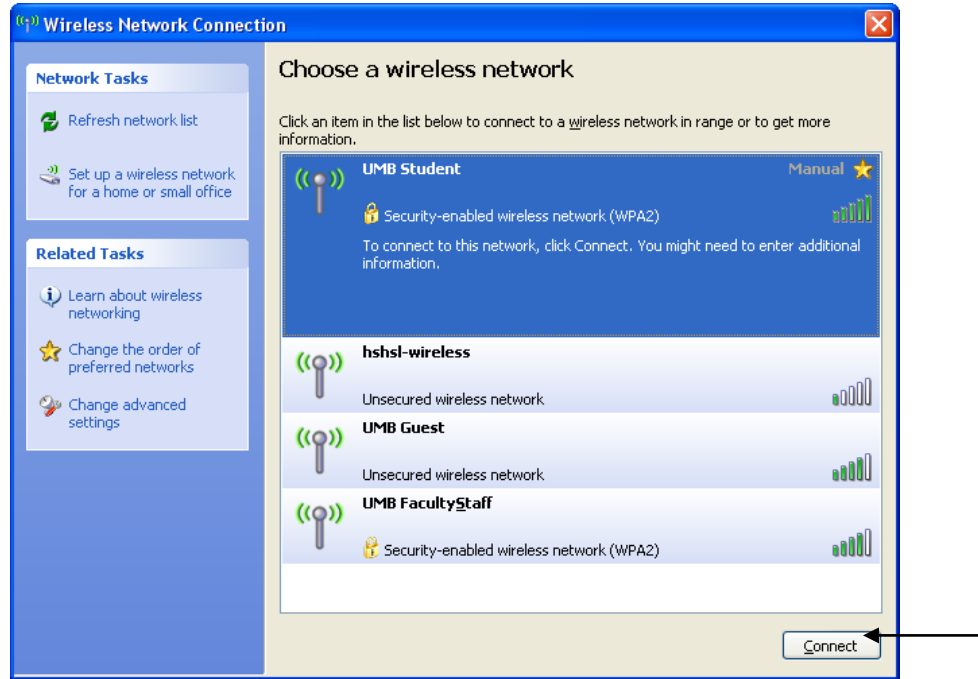 Wireless Network Connection
Network Tasks
Refresh network list
Set up a wireless network
for a home or small office
Related Tasks
Learn about wireless
networking
Change the order of
preferred networks
Change advanced
settings
Choose a wireless network
Click an item in the list below to connect to a wireless network in range or to get more
information.
UMB Student
Manual
Security-enabled wireless network (WPA2)
To connect to this network, click Connect. You might need to enter additional
information.
hshsl-wireless
Unsecured wireless network
UMB Guest
Unsecured wireless network
UMB FacultyStaff
Security-enabled wireless network (WPA2)
Connect